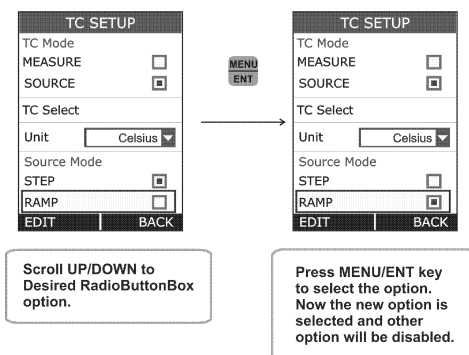 TC SETUP
TC Mode
MEASURE
SOURCE
TC Select
Unit Celsius
Source Mode
STEP
RAMP
EDIT BACK
MENU
ENT
TC SETUP
TC Mode
MEASURE
SOURCE
TC Select
Unit Celsius
Source Mode
STEP
RAMP
EDIT BACK
Scroll UP/DOWN to
Desired RadioButtonBox
option.
Press MENU/ENT key
to select the option.
Now the new option is
selected and other
option will be disabled.